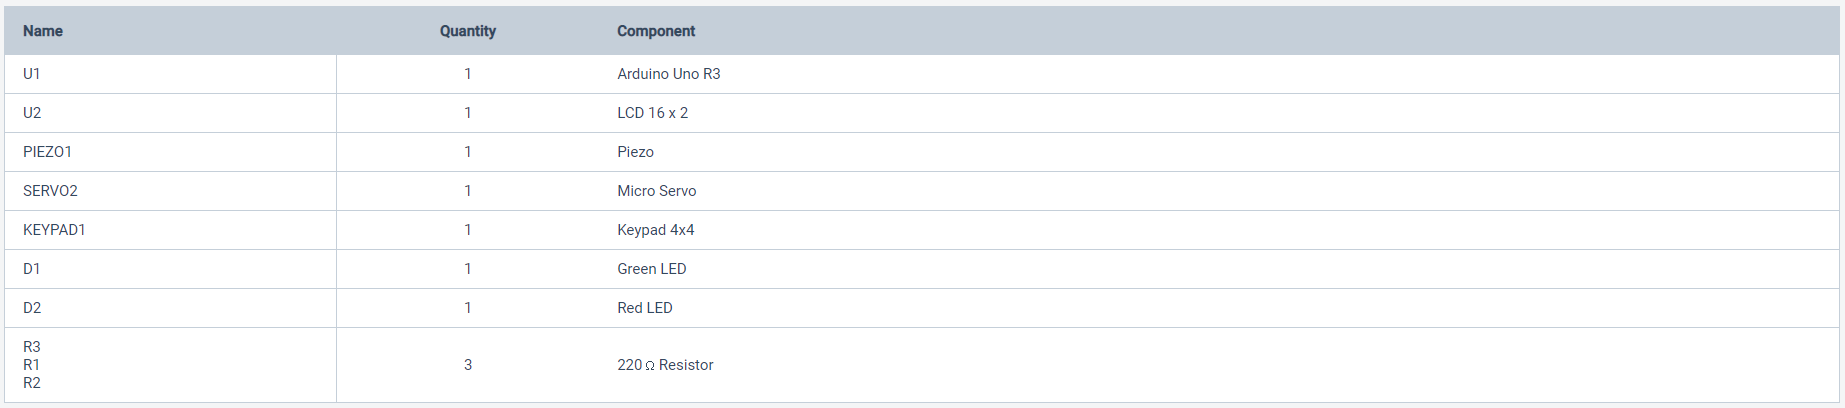 Name Quantity Component
U1 1 Arduino Uno R3
U2 1 LCD 16 x 2
PIEZO1 1 Piezo
SERVO2 1 Micro Servo
KEYPAD1 1 Keypad 4x4
D1 1 Green LED
D2 1 Red LED
R3
R1 3 220 Ω Resistor
R2